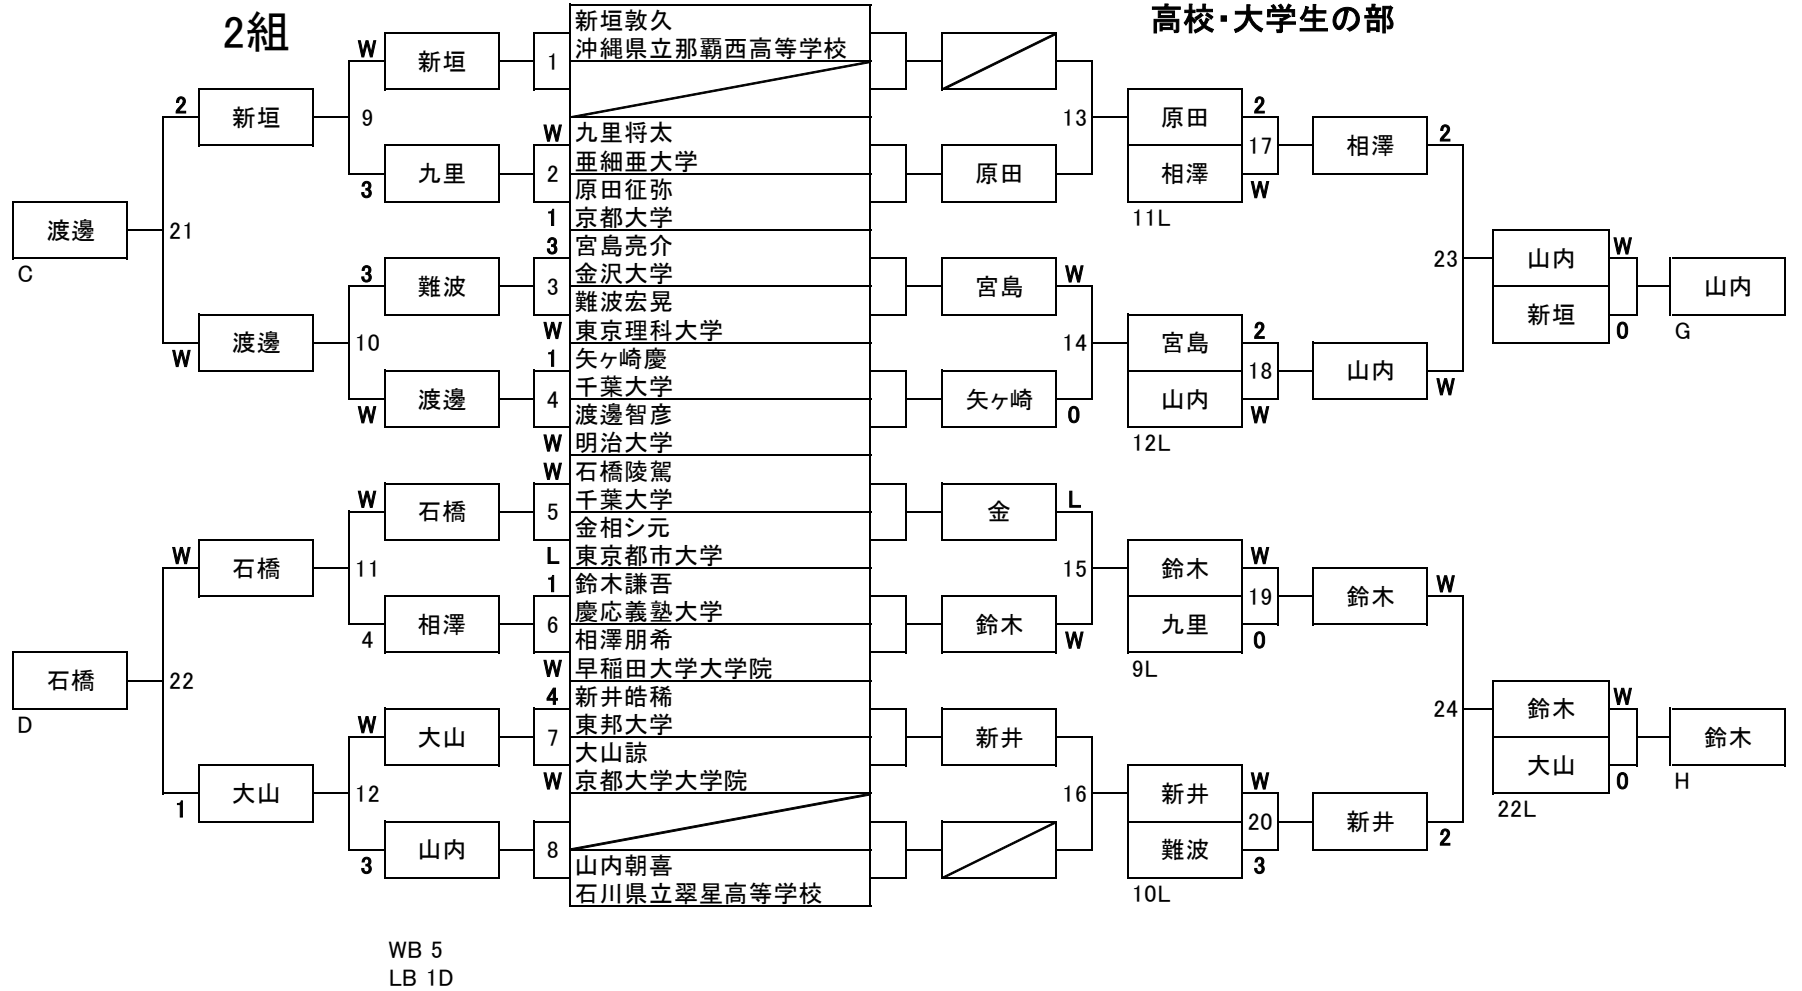 2組
高校・大学生の部
渡邊
C
石橋
D
2
21
W
W
22
1
新垣
渡邊
石橋
大山
W
9
3
3
10
W
W
11
4
W
12
3
新垣
九里
難波
渡邊
石橋
相澤
大山
山内
1
W
2
1
3
3
W
1
4
W
W
5
L
1
6
W
4
7
W
8
新垣敦久
沖縄県立那覇西高等学校
九里将太
亜細亜大学
原田征弥
京都大学
宮島亮介
金沢大学
難波宏晃
東京理科大学
矢ヶ崎慶
千葉大学
渡邊智彦
明治大学
石橋陵駕
千葉大学
金相シ元
東京都市大学
鈴木謙吾
慶応義塾大学
相澤朋希
早稲田大学大学院
新井皓稀
東邦大学
大山諒
京都大学大学院
山内朝喜
石川県立翠星高等学校
原田
宮島
矢ヶ崎
金
鈴木
新井
13
W
14
0
L
15
W
16
原田
相澤
11L
宮島
山内
12L
鈴木
九里
9L
新井
難波
10L
2
17
W
2
18
W
W
19
0
W
20
3
相澤
山内
鈴木
新井
2
23
W
W
24
2
山内
新垣
鈴木
大山
22L
W
0
W
0
山内
G
鈴木
H
WB 5
LB 1D